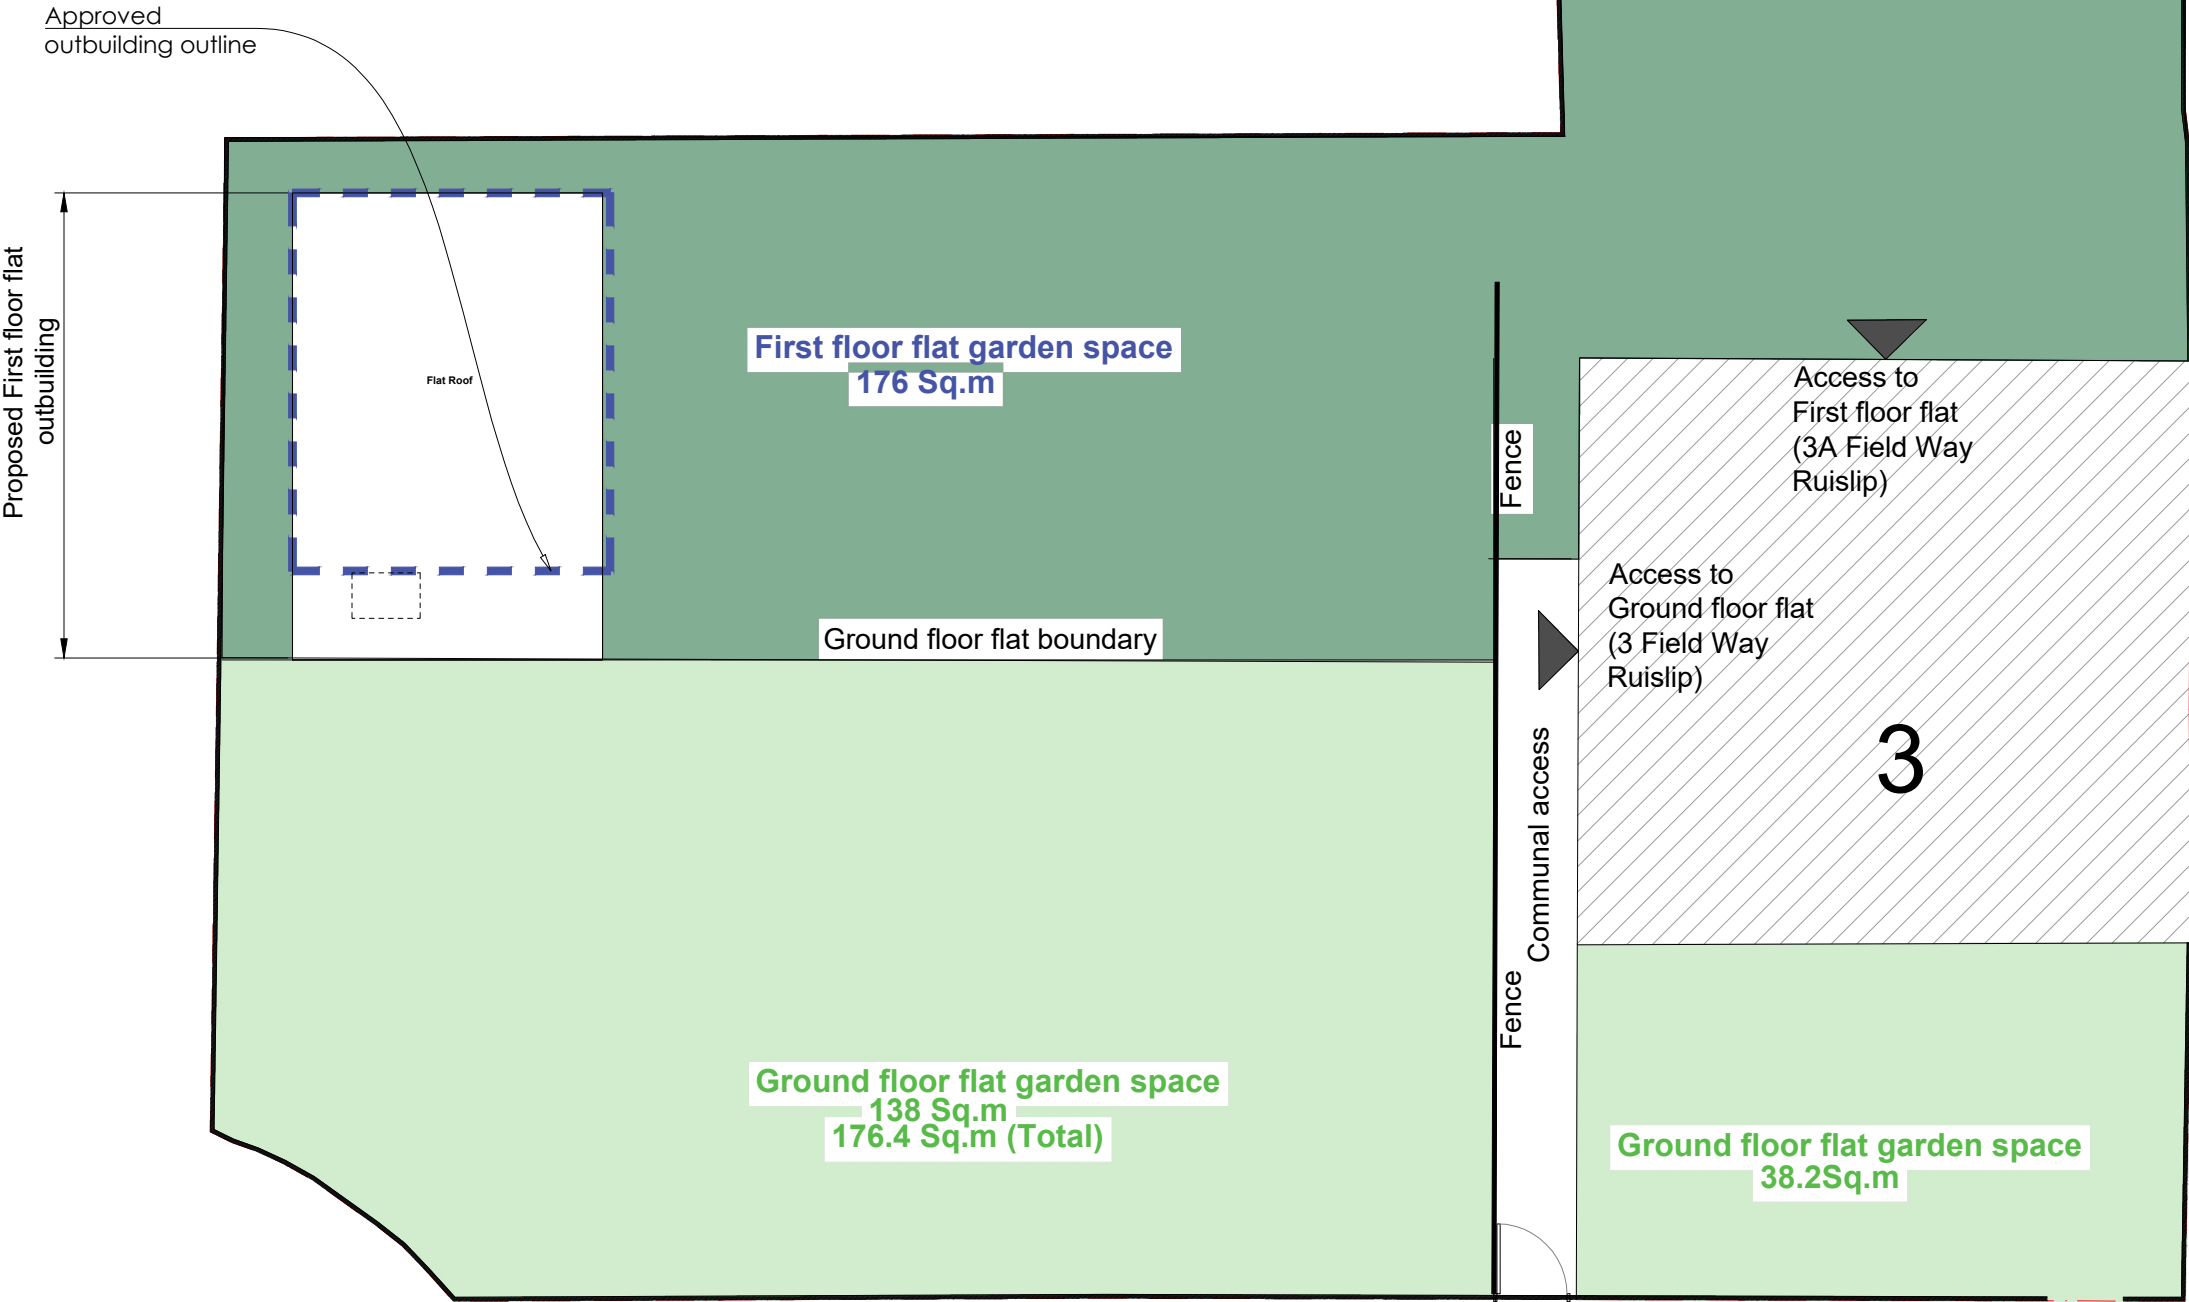 Approved
outbuilding outline
Proposed First floor flat
outbuilding
Flat Roof
First floor flat garden space
176 Sq.m
Fence
Access to
First floor flat
(3A Field Way
Ruislip)
Access to
Ground floor flat
(3 Field Way
Ruislip)
Ground floor flat boundary
3
Communal access
Fence
Ground floor flat garden space
138 Sq.m
176.4 Sq.m (Total)
Ground floor flat garden space
38.2Sq.m